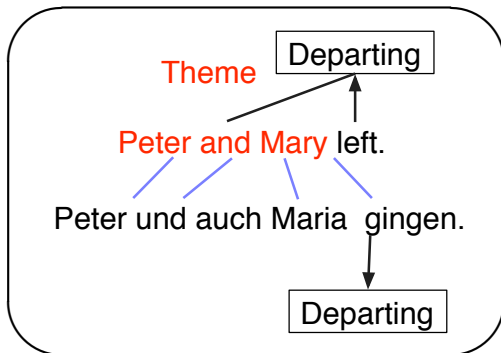 Departing
Theme
Peter and Mary left.
Peter und auch Maria gingen.
Departing